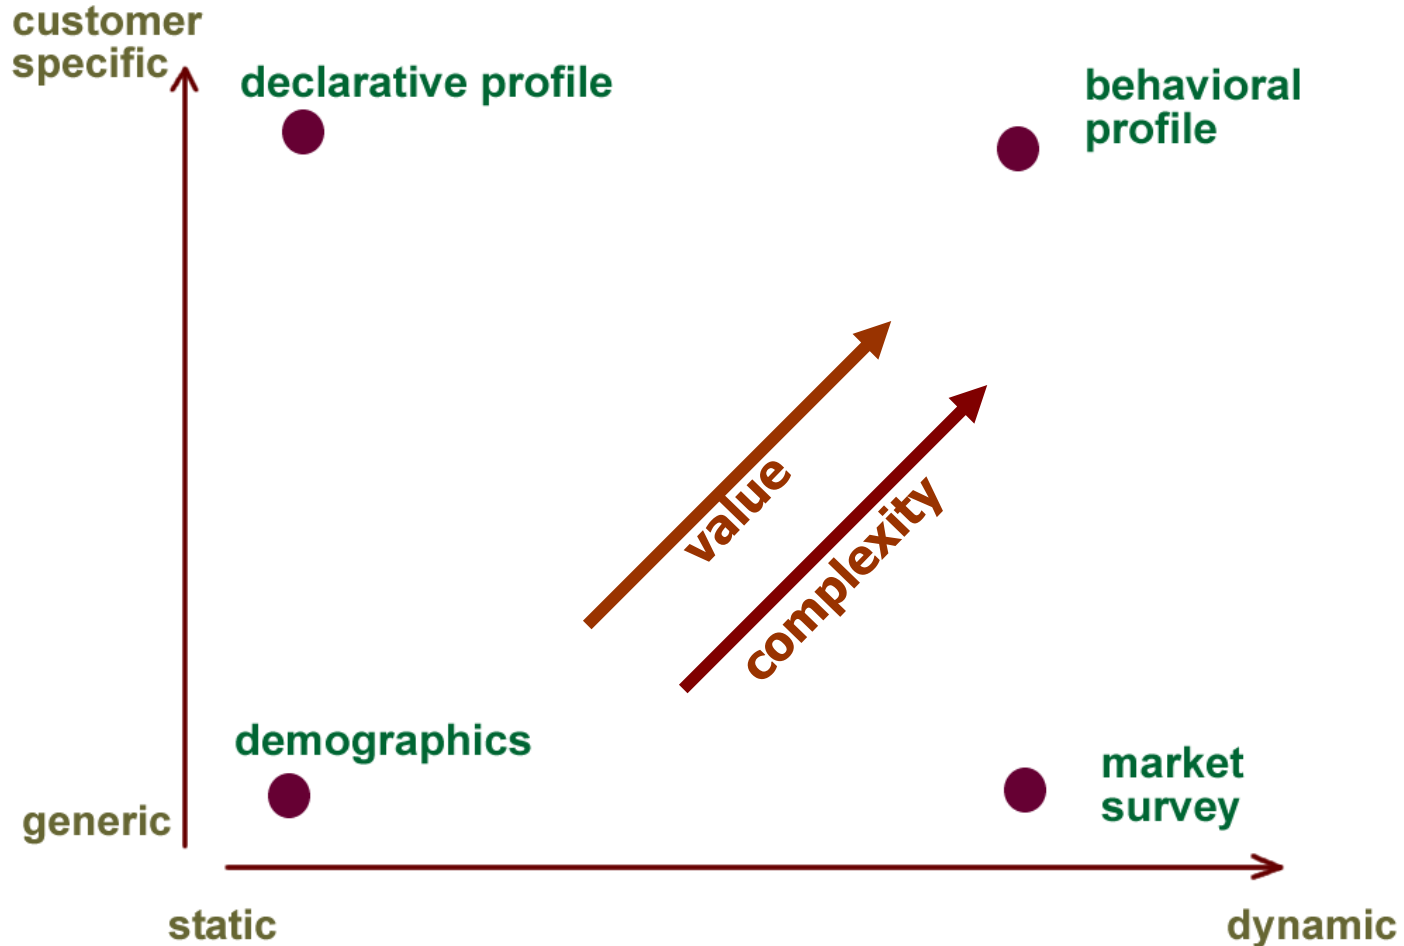 customer
specific
declarative profile
behavioral
profile
value
complexity
demographics
market
survey
generic
static
dynamic